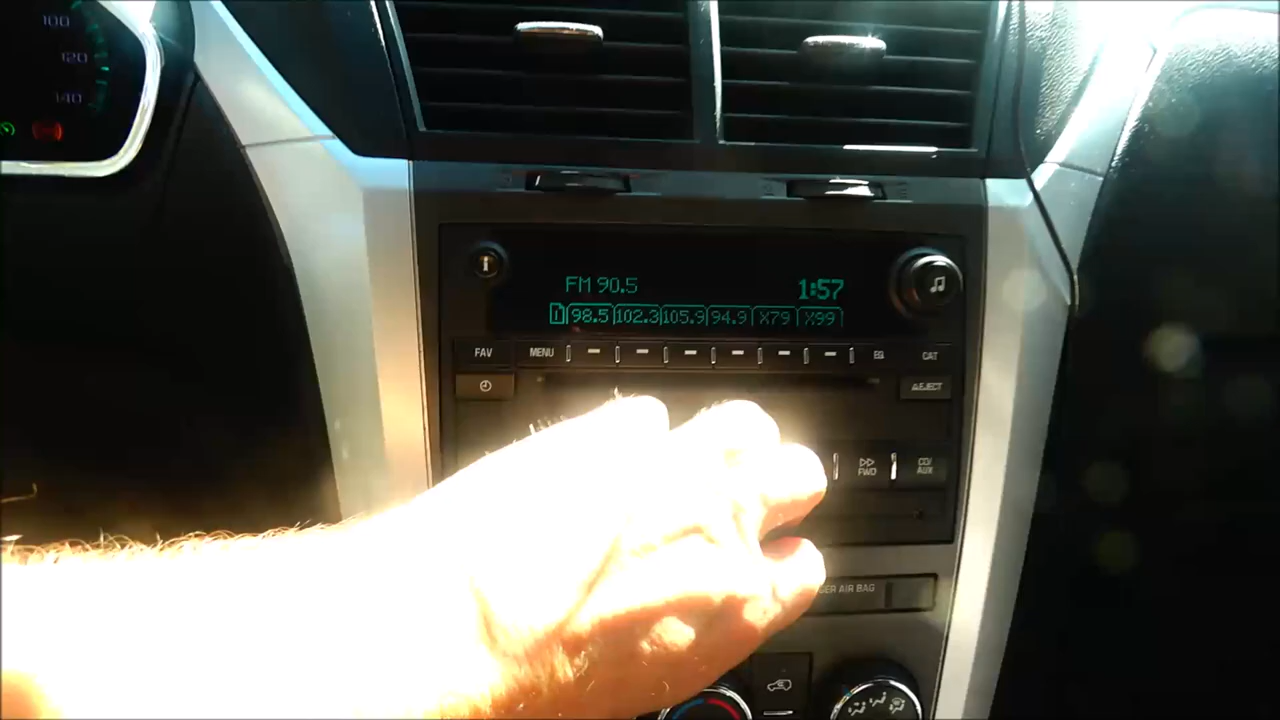 100
120
140
FM 90.5 1:57
1 98.5 102.3 105.9 94.9 X79 X99
FAV MENU EQ CAT
EJECT
FWD CD/
AUX
GER AIR BAG